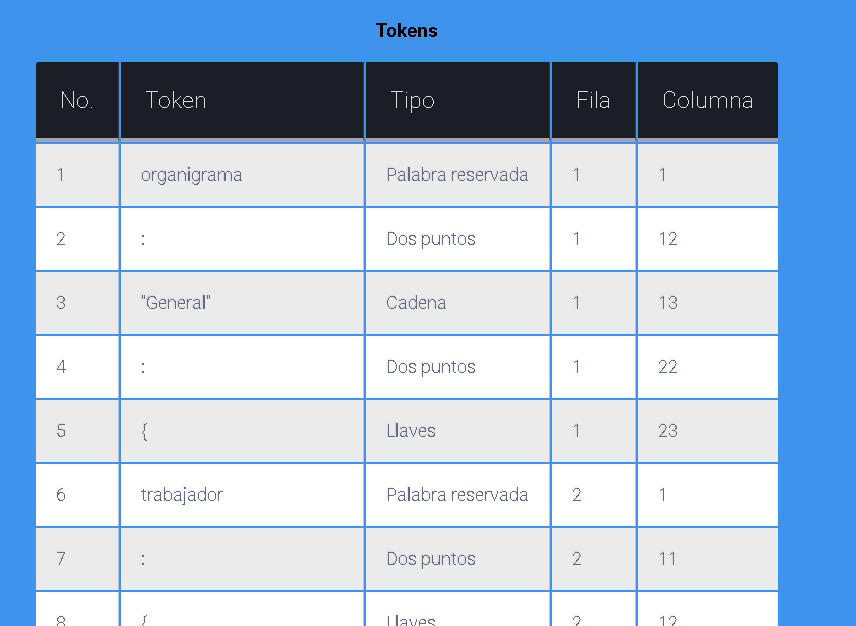 Tokens
No. Token Tipo Fila Columna
1 organigrama Palabra reservada 1 1
2 : Dos puntos 1 12
3 "General" Cadena 1 13
4 : Dos puntos 1 22
5 { Llaves 1 23
6 trabajador Palabra reservada 2 1
7 : Dos puntos 2 11
8 { Llaves 2 12